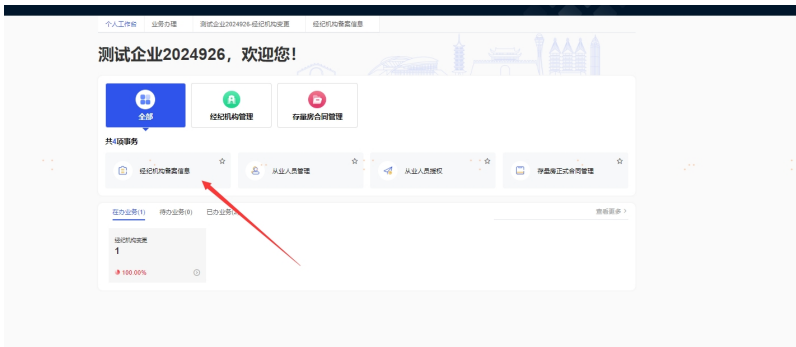 个人工作台 业务办理 测试企业2024926-经纪机构变更 经纪机构备案信息
测试企业2024926，欢迎您！
全部 经纪机构管理 存量房合同管理
共4项事务
经纪机构备案信息 从业人员管理 从业人员授权 存量房正式合同管理
在办业务(1) 待办业务(0) 已办业务 查看更多 >
经纪机构变更
1
100.00%